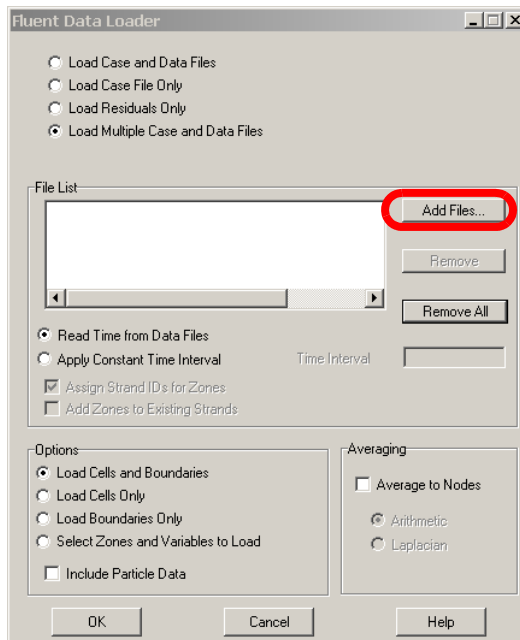 Fluent Data Loader
Load Case and Data Files
Load Case File Only
Load Residuals Only
Load Multiple Case and Data Files
File List
Add Files...
Remove
Remove All
Read Time from Data Files
Apply Constant Time Interval
Time Interval
Assign Strand IDs for Zones
Add Zones to Existing Strands
Options
Load Cells and Boundaries
Load Cells Only
Load Boundaries Only
Select Zones and Variables to Load
Include Particle Data
Averaging
Average to Nodes
Arithmetic
Laplacian
OK
Cancel
Help